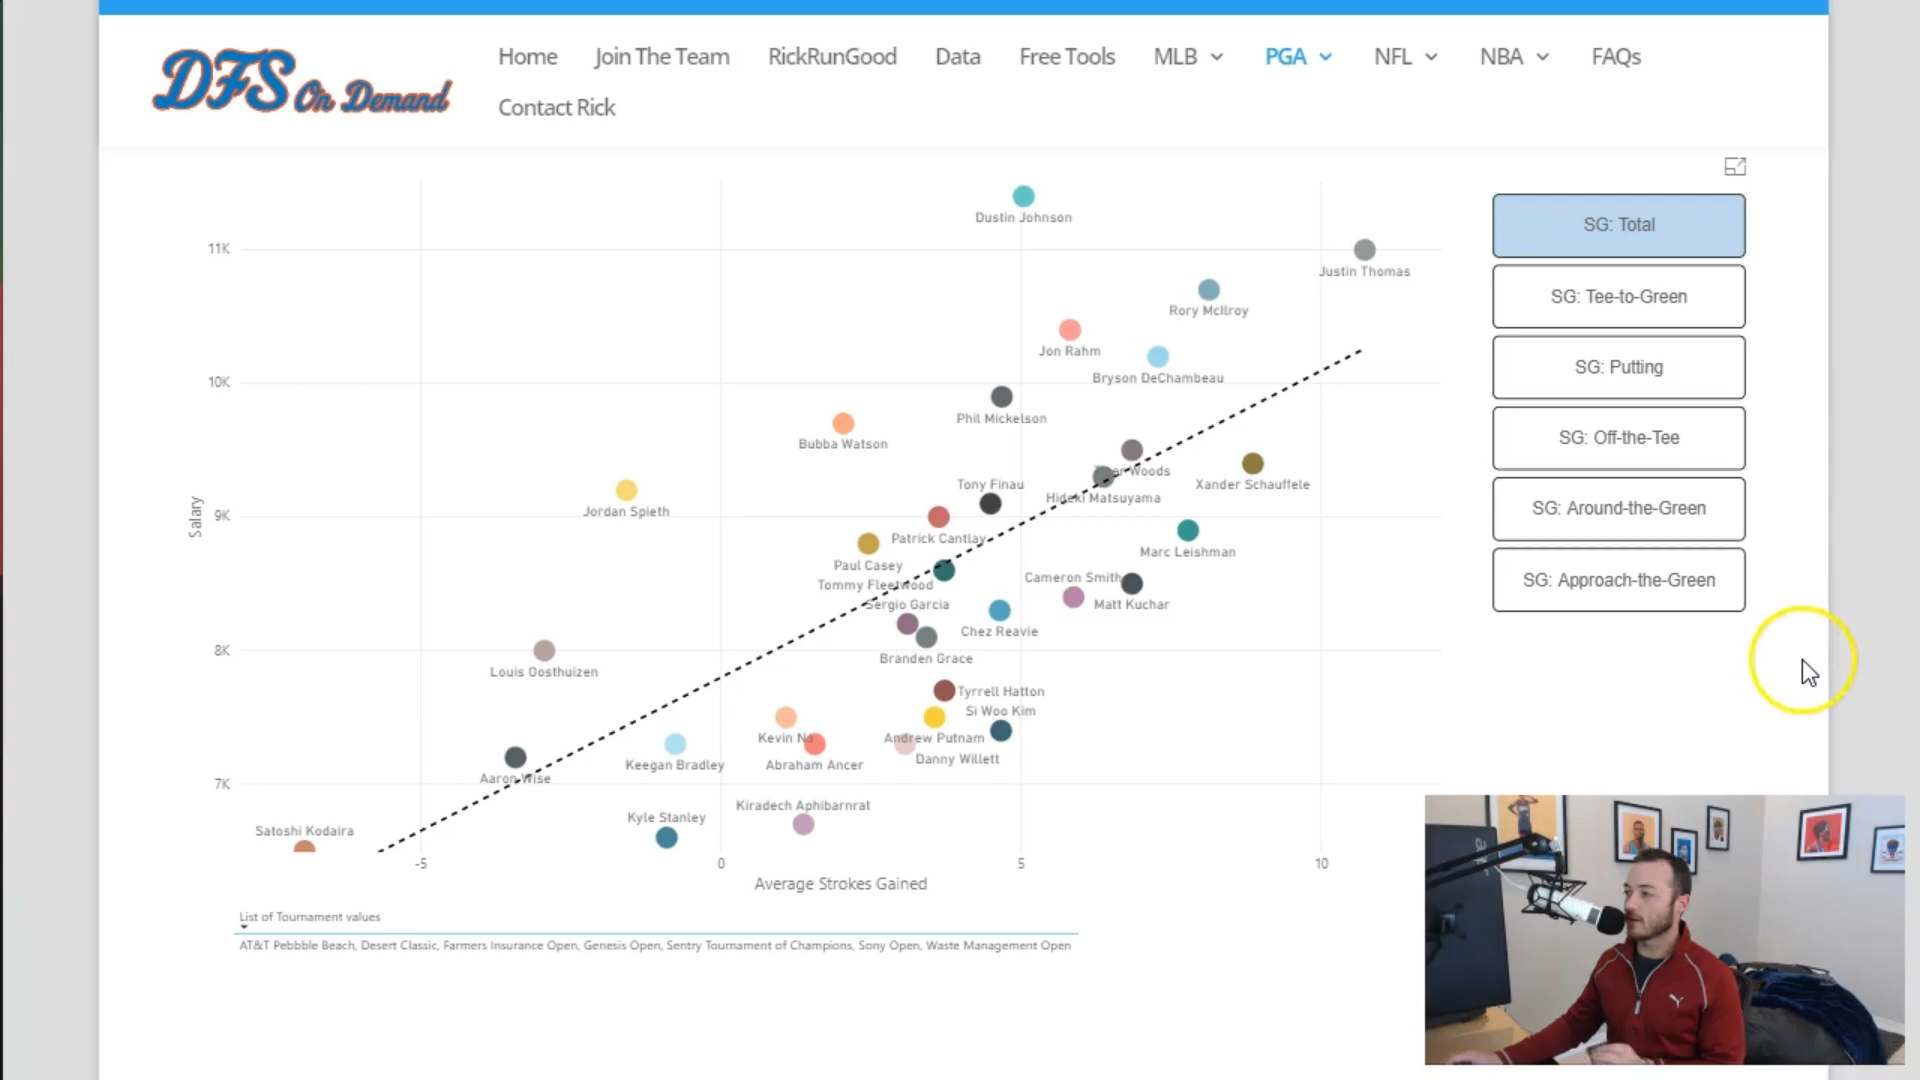 DFS On Demand
Home Join The Team RickRunGood Data Free Tools MLB PGA NFL NBA FAQs
Contact Rick
Dustin Johnson
11K
Justin Thomas
Rory McIlroy
Jon Rahm
Bryson DeChambeau
10K
Phil Mickelson
Bubba Watson
Woods
Tony Finau
Xander Schauffele
Hideki Matsuyama
Jordan Spieth
9K
Salary
Patrick Cantlay
Marc Leishman
Paul Casey
Cameron Smith
Tommy Fleetwood
Sergio Garcia
Matt Kuchar
Chez Reavie
8K
Branden Grace
Louis Oosthuizen
Tyrrell Hatton
Si Woo Kim
Kevin Na
Andrew Putnam
Danny Willett
Keegan Bradley
Abraham Ancer
Aaron Wise
7K
Kiradech Aphibarnrat
Kyle Stanley
Satoshi Kodaira
-5 0 5 10
Average Strokes Gained
List of Tournament values
AT&T Pebbble Beach, Desert Classic, Farmers Insurance Open, Genesis Open, Sentry Tournament of Champions, Sony Open, Waste Management Open
SG: Total
SG: Tee-to-Green
SG: Putting
SG: Off-the-Tee
SG: Around-the-Green
SG: Approach-the-Green